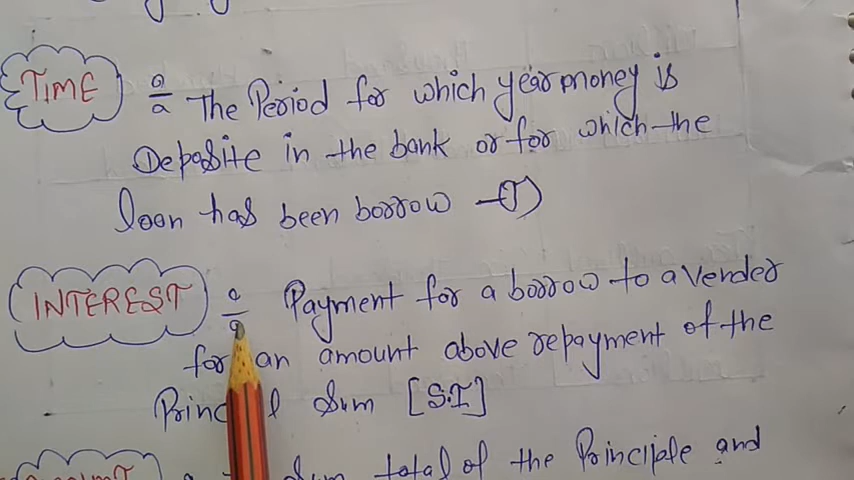 TIME ÷ The Period for which year money is
Deposite in the bank or for which the
loon has been borrow -(T)
INTEREST ÷ Payment for a borrow to a vender
for an amount above repayment of the
Sum [S.I]
total of the Principle and